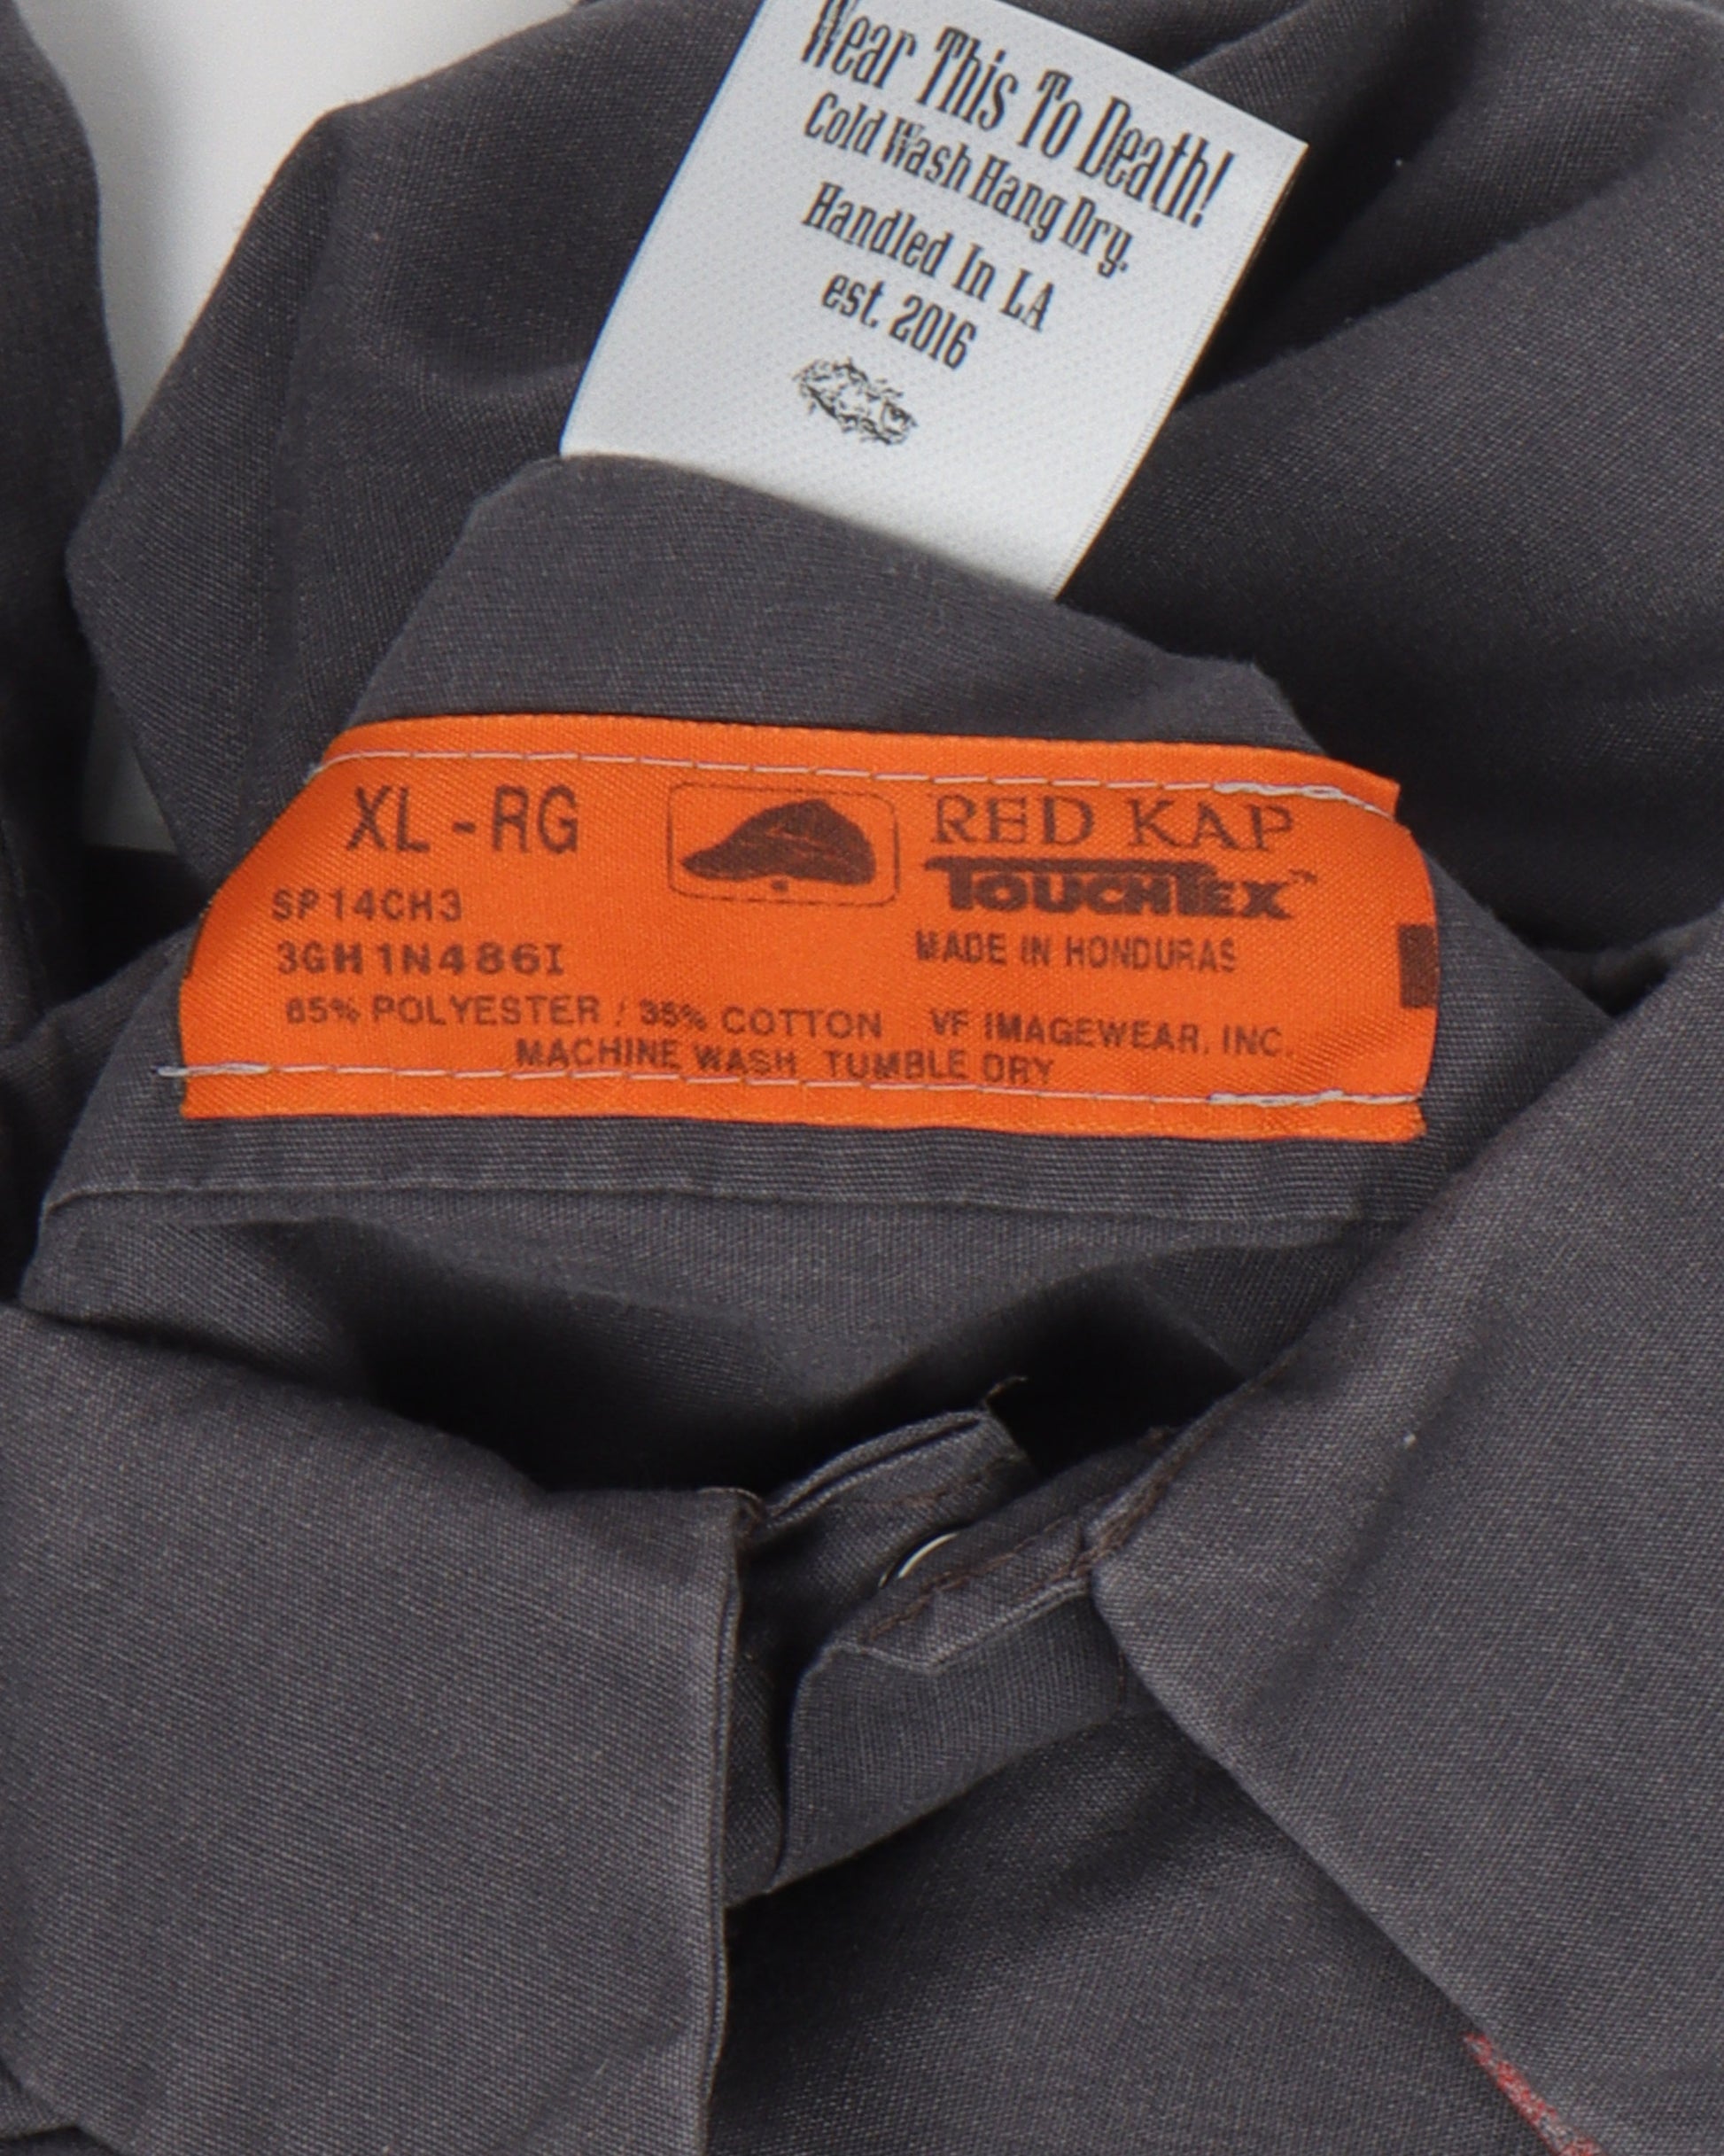 Wear This To Death!
Cold Wash Hang Dry.
Handled In LA
est. 2016
XL-RG
RED KAP
TOUCHTEX™
SP14CH3
3GH1N486I
MADE IN HONDURAS
65% POLYESTER / 35% COTTON VF IMAGEWEAR, INC.
MACHINE WASH TUMBLE DRY